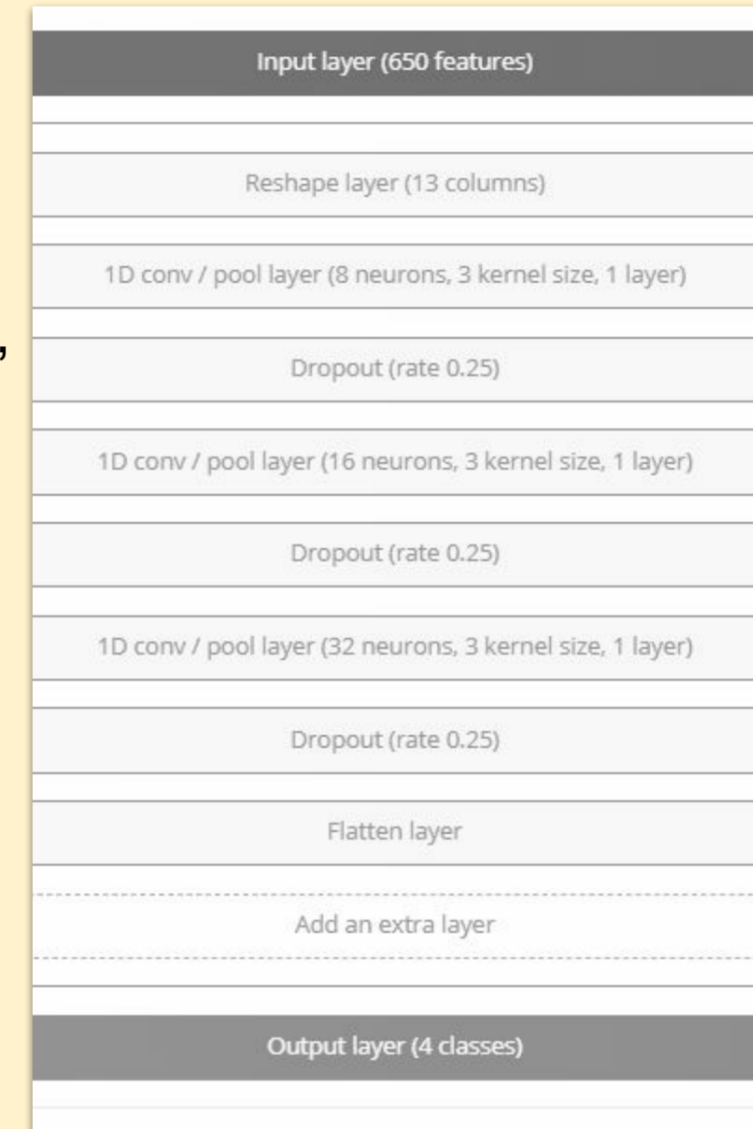 Input layer (650 features)
Reshape layer (13 columns)
1D conv / pool layer (8 neurons, 3 kernel size, 1 layer)
,
Dropout (rate 0.25)
1D conv / pool layer (16 neurons, 3 kernel size, 1 layer)
Dropout (rate 0.25)
1D conv / pool layer (32 neurons, 3 kernel size, 1 layer)
Dropout (rate 0.25)
Flatten layer
Add an extra layer
Output layer (4 classes)